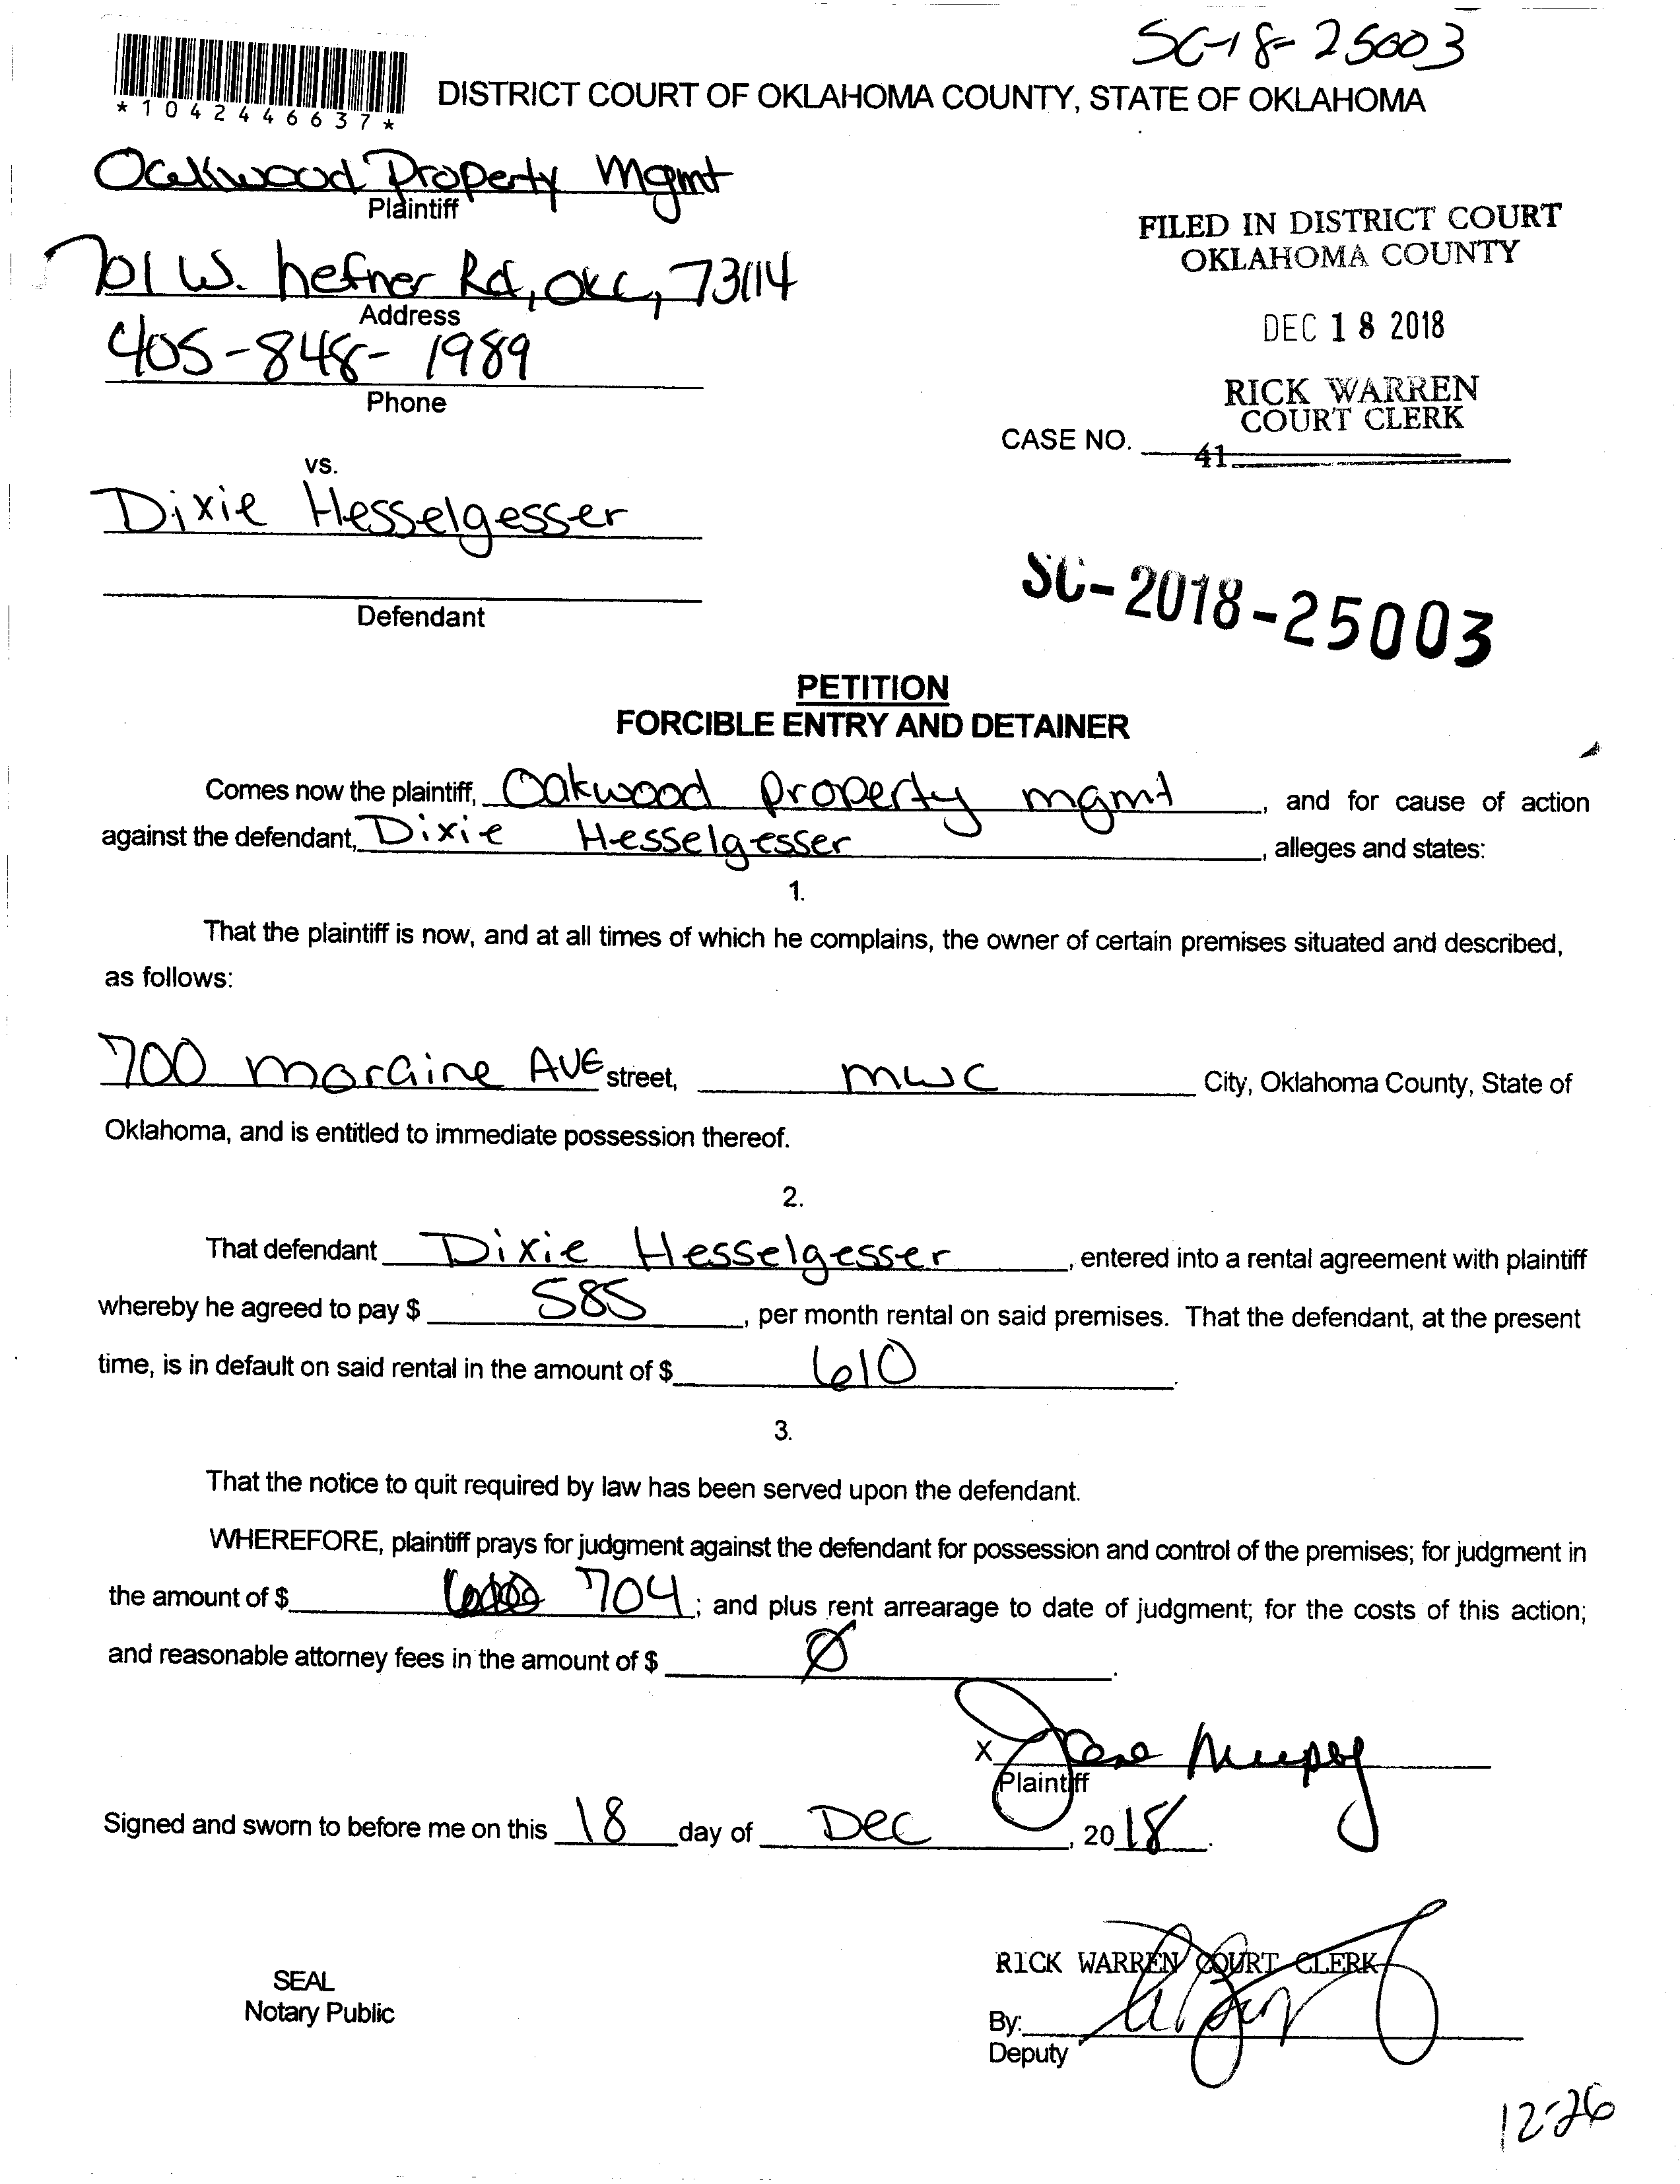 SC-18-25003
*1042446637*
DISTRICT COURT OF OKLAHOMA COUNTY, STATE OF OKLAHOMA
Oakwood Property Mgmt
Plaintiff
FILED IN DISTRICT COURT
OKLAHOMA COUNTY
701 W. hefner Rd, OKC, 73114
Address
DEC 18 2018
405-848-1989
Phone
RICK WARREN
COURT CLERK
CASE NO.
41
vs.
Dixie Hesselgesser
Defendant
SC-2018-25003
PETITION
FORCIBLE ENTRY AND DETAINER
Comes now the plaintiff, Oakwood Property mgmt, and for cause of action
against the defendant, Dixie Hesselgesser, alleges and states:
1.
That the plaintiff is now, and at all times of which he complains, the owner of certain premises situated and described,
as follows:
700 moraine AVE street, mwc City, Oklahoma County, State of
Oklahoma, and is entitled to immediate possession thereof.
2.
That defendant Dixie Hesselgesser, entered into a rental agreement with plaintiff
whereby he agreed to pay $ 585, per month rental on said premises. That the defendant, at the present
time, is in default on said rental in the amount of $ 610.
3.
That the notice to quit required by law has been served upon the defendant.
WHEREFORE, plaintiff prays for judgment against the defendant for possession and control of the premises; for judgment in
the amount of $ 704; and plus rent arrearage to date of judgment; for the costs of this action;
and reasonable attorney fees in the amount of $ Ø.
X
Plaintiff
Signed and sworn to before me on this 18 day of Dec, 2018.
RICK WARREN COURT CLERK
SEAL
Notary Public
By:
Deputy
12-26